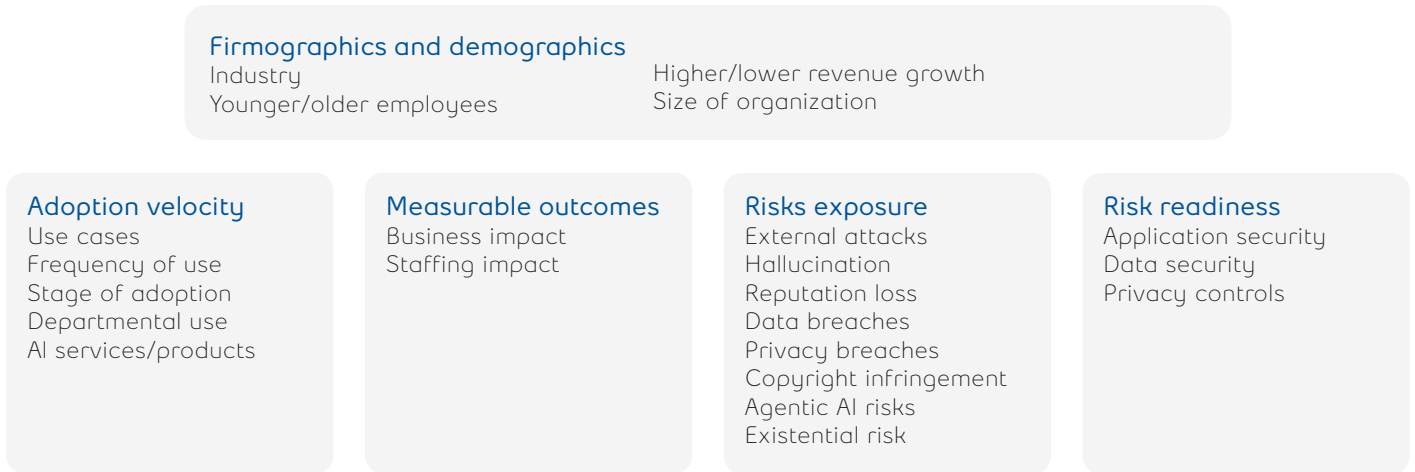 Firmographics and demographics
Industry
Younger/older employees
Higher/lower revenue growth
Size of organization
Adoption velocity
Use cases
Frequency of use
Stage of adoption
Departmental use
AI services/products
Measurable outcomes
Business impact
Staffing impact
Risks exposure
External attacks
Hallucination
Reputation loss
Data breaches
Privacy breaches
Copyright infringement
Agentic AI risks
Existential risk
Risk readiness
Application security
Data security
Privacy controls